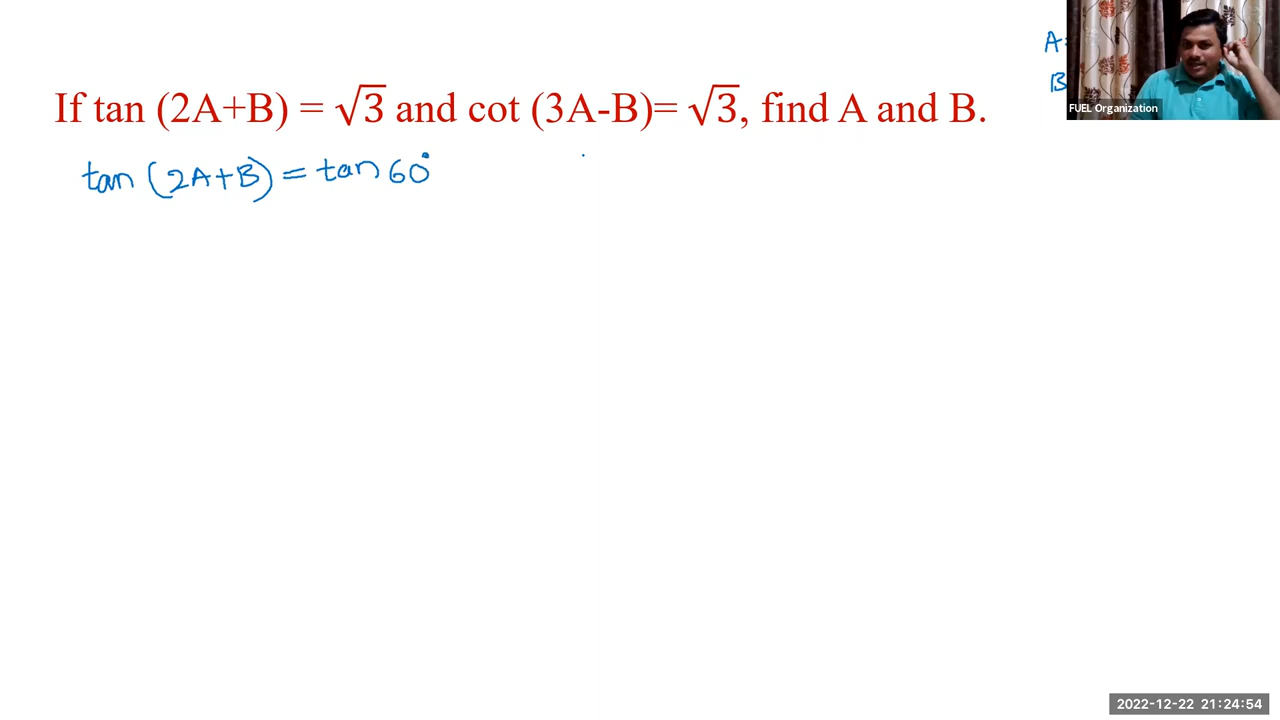 A=
B
FUEL Organization
If tan (2A+B) = √3 and cot (3A-B)= √3, find A and B.
tan (2A+B) = tan 60°
2022-12-22 21:24:54